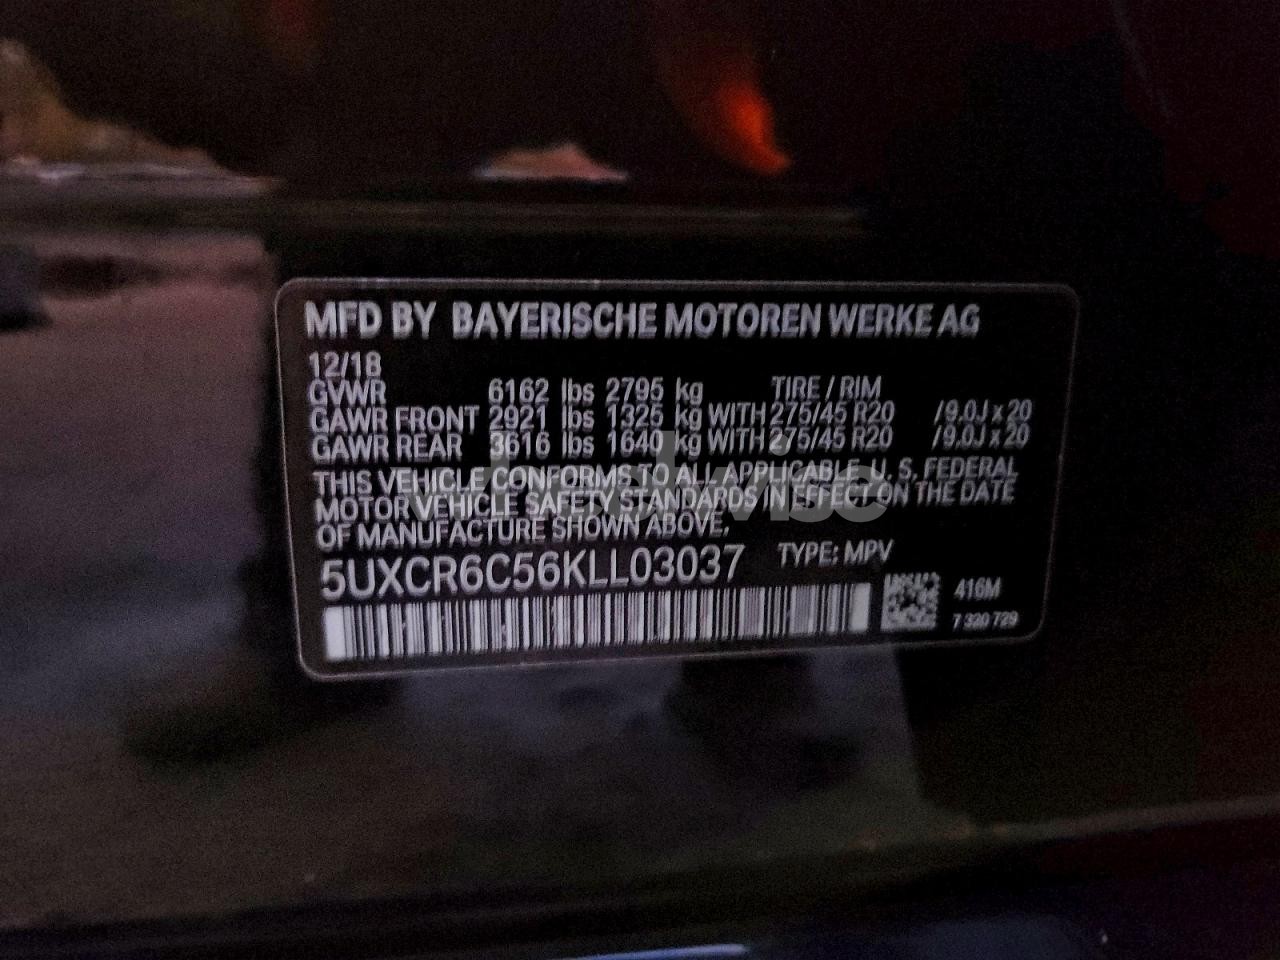 MFD BY BAYERISCHE MOTOREN WERKE AG
12/18
GVWR 6162 lbs 2795 kg TIRE / RIM
GAWR FRONT 2921 lbs 1325 kg WITH 275/45 R20 /9.0J x 20
GAWR REAR 3616 lbs 1640 kg WITH 275/45 R20 /9.0J x 20
THIS VEHICLE CONFORMS TO ALL APPLICABLE U. S. FEDERAL
MOTOR VEHICLE SAFETY STANDARDS IN EFFECT ON THE DATE
OF MANUFACTURE SHOWN ABOVE.
5UXCR6C56KLL03037 TYPE: MPV
416M
7 320 729